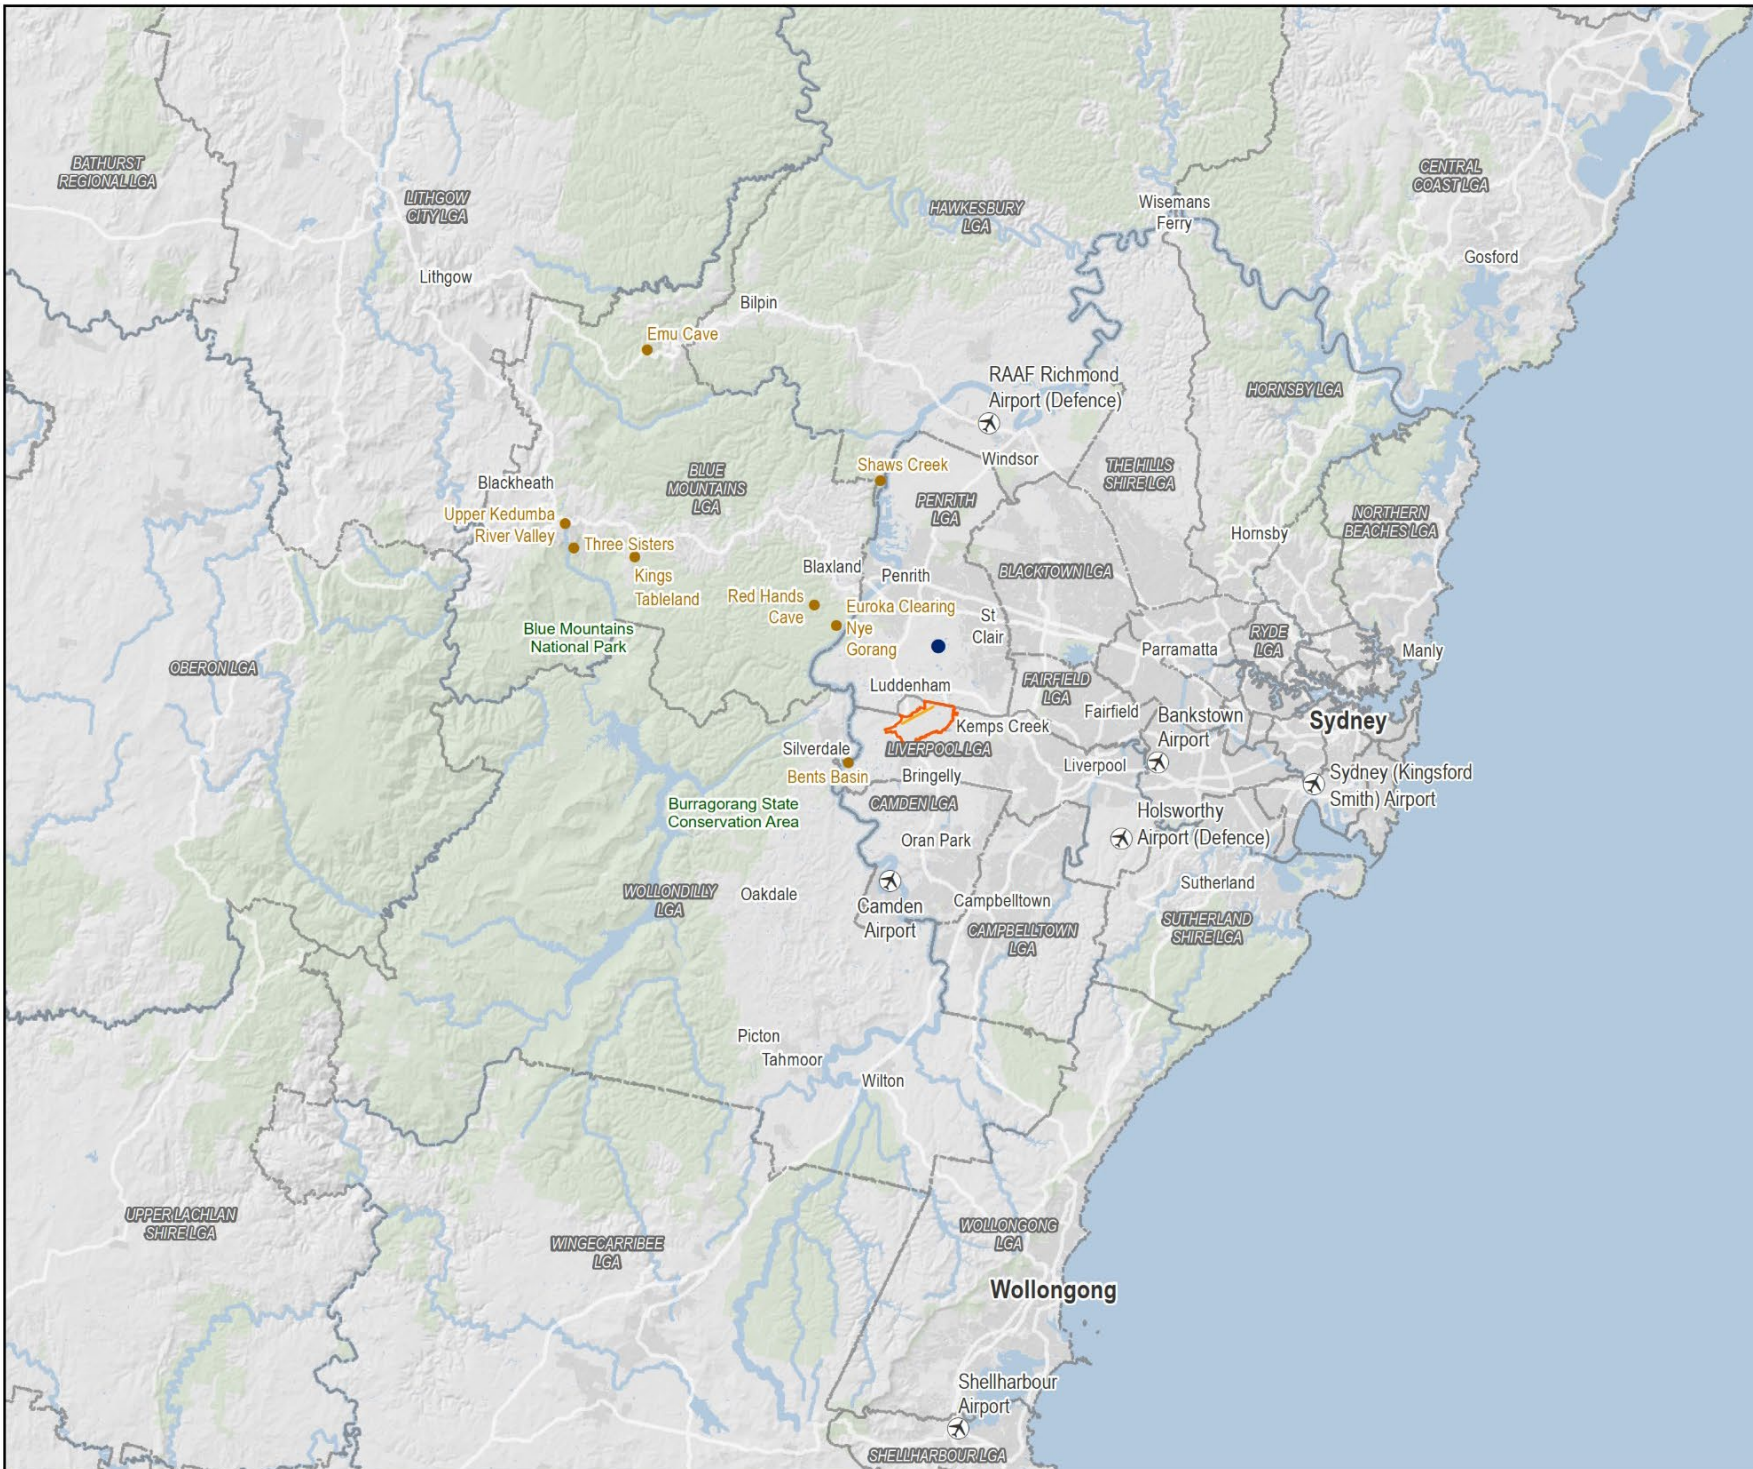 BATHURST
REGIONAL LGA
LITHGOW
CITY LGA
HAWKESBURY
LGA
CENTRAL
COAST LGA
Wisemans
Ferry
Gosford
Lithgow
Bilpin
Emu Cave
RAAF Richmond
Airport (Defence)
HORNSBY LGA
Shaws Creek
Windsor
THE HILLS
SHIRE LGA
BLUE
MOUNTAINS
LGA
Blackheath
PENRITH
LGA
Upper Kedumba
River Valley
NORTHERN
BEACHES LGA
Hornsby
Three Sisters
Kings
Tableland
Blaxland
Penrith
BLACKTOWN LGA
Red Hands
Cave
Euroka Clearing
Nye
Gorang
St
Clair
Blue Mountains
National Park
RYDE
LGA
Parramatta
Manly
OBERON LGA
Luddenham
FAIRFIELD
LGA
Fairfield
Bankstown
Airport
Sydney
Kemps Creek
Silverdale
LIVERPOOL LGA
Liverpool
Bents Basin
Bringelly
Sydney (Kingsford
Smith) Airport
Burragorang State
Conservation Area
CAMDEN LGA
Holsworthy
Airport (Defence)
Oran Park
WOLLONDILLY
LGA
Oakdale
Camden
Airport
Campbelltown
Sutherland
CAMPBELLTOWN
LGA
SUTHERLAND
SHIRE LGA
Picton
Tahmoor
Wilton
UPPER LACHLAN
SHIRE LGA
WINGECARRIBEE
LGA
WOLLONGONG
LGA
Wollongong
Shellharbour
Airport
SHELLHARBOUR LGA